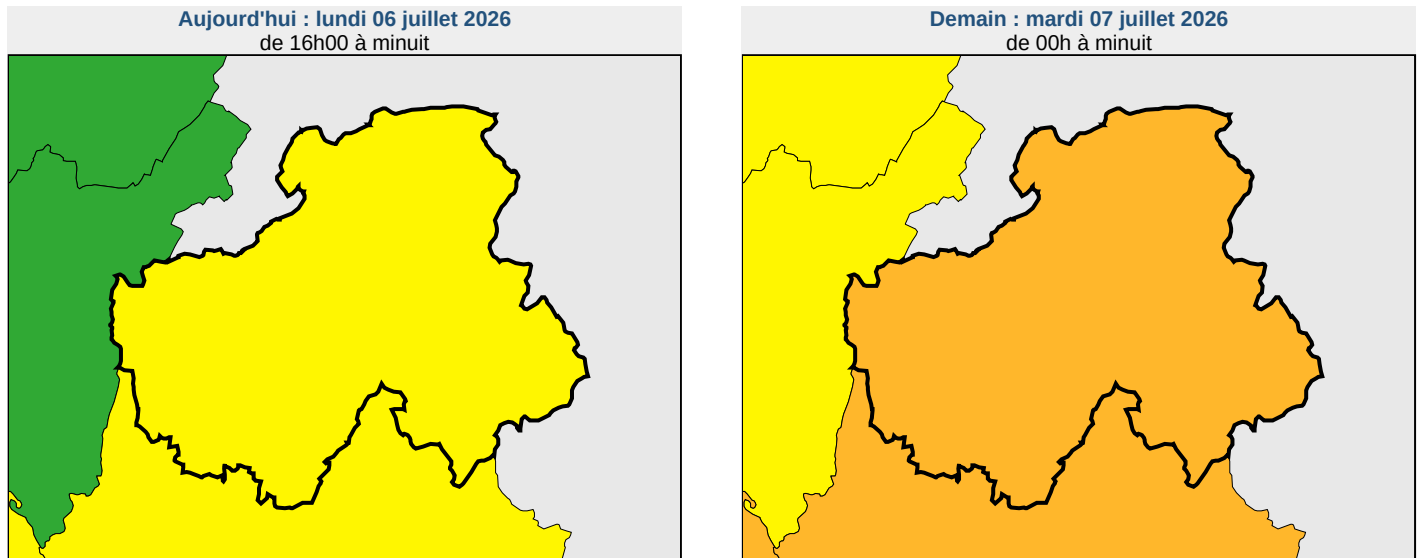 Aujourd'hui : lundi 06 juillet 2026
de 16h00 à minuit
Demain : mardi 07 juillet 2026
de 00h à minuit